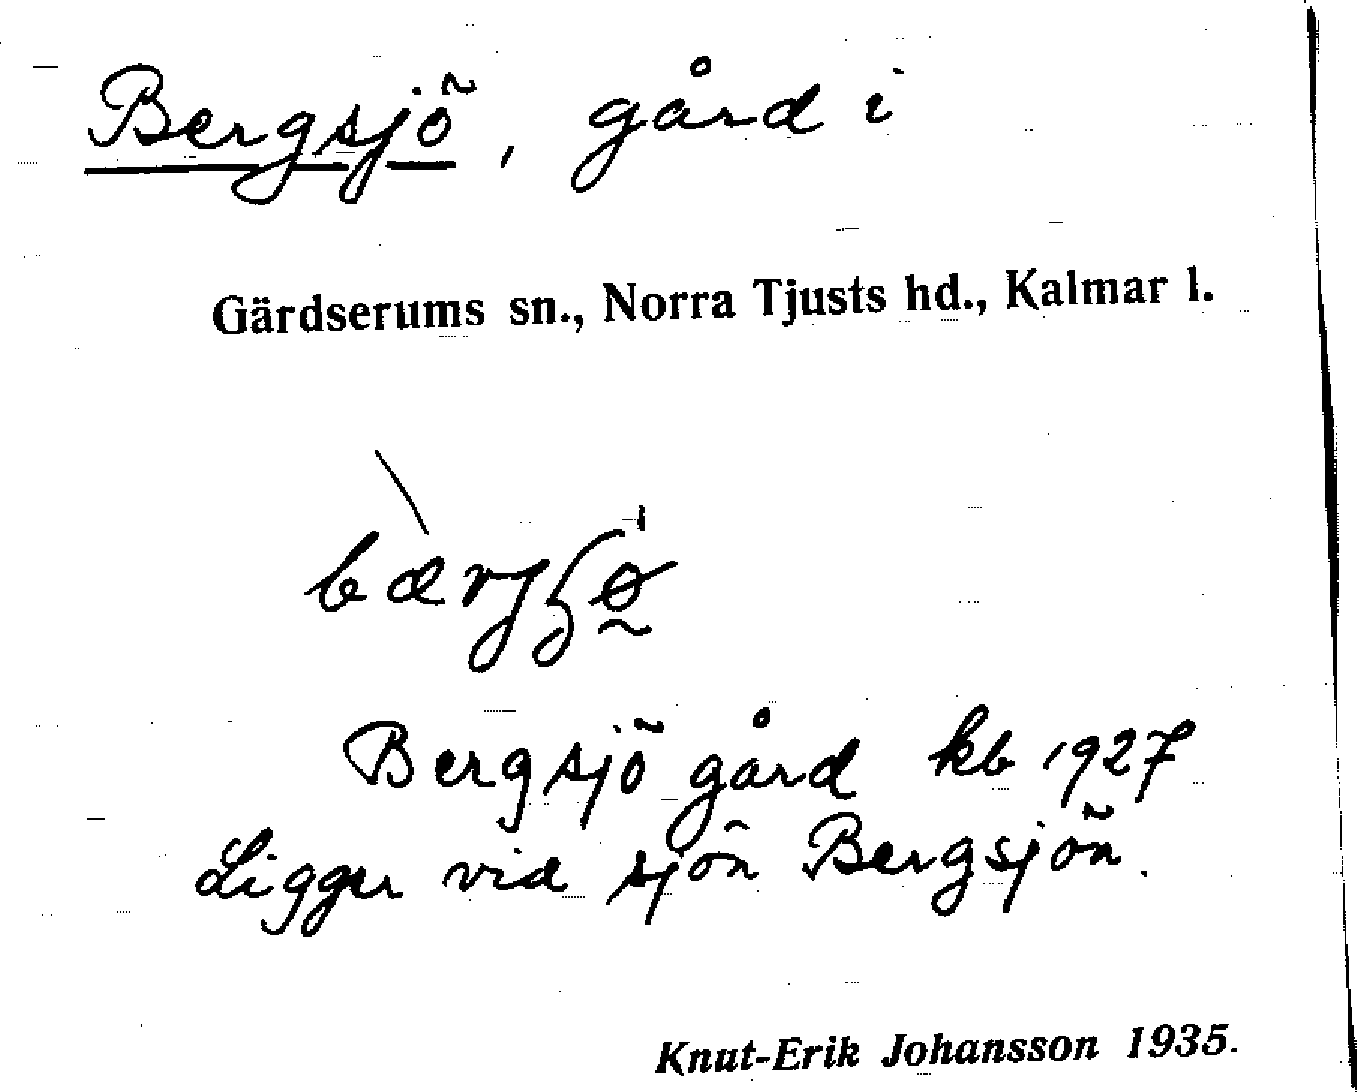 Bergsjö, gård i
Gärdserums sn., Norra Tjusts hd., Kalmar l.
Bergsjö gård kb 1927
Ligger vid sjön Bergsjön.
Knut-Erik Johansson 1935.